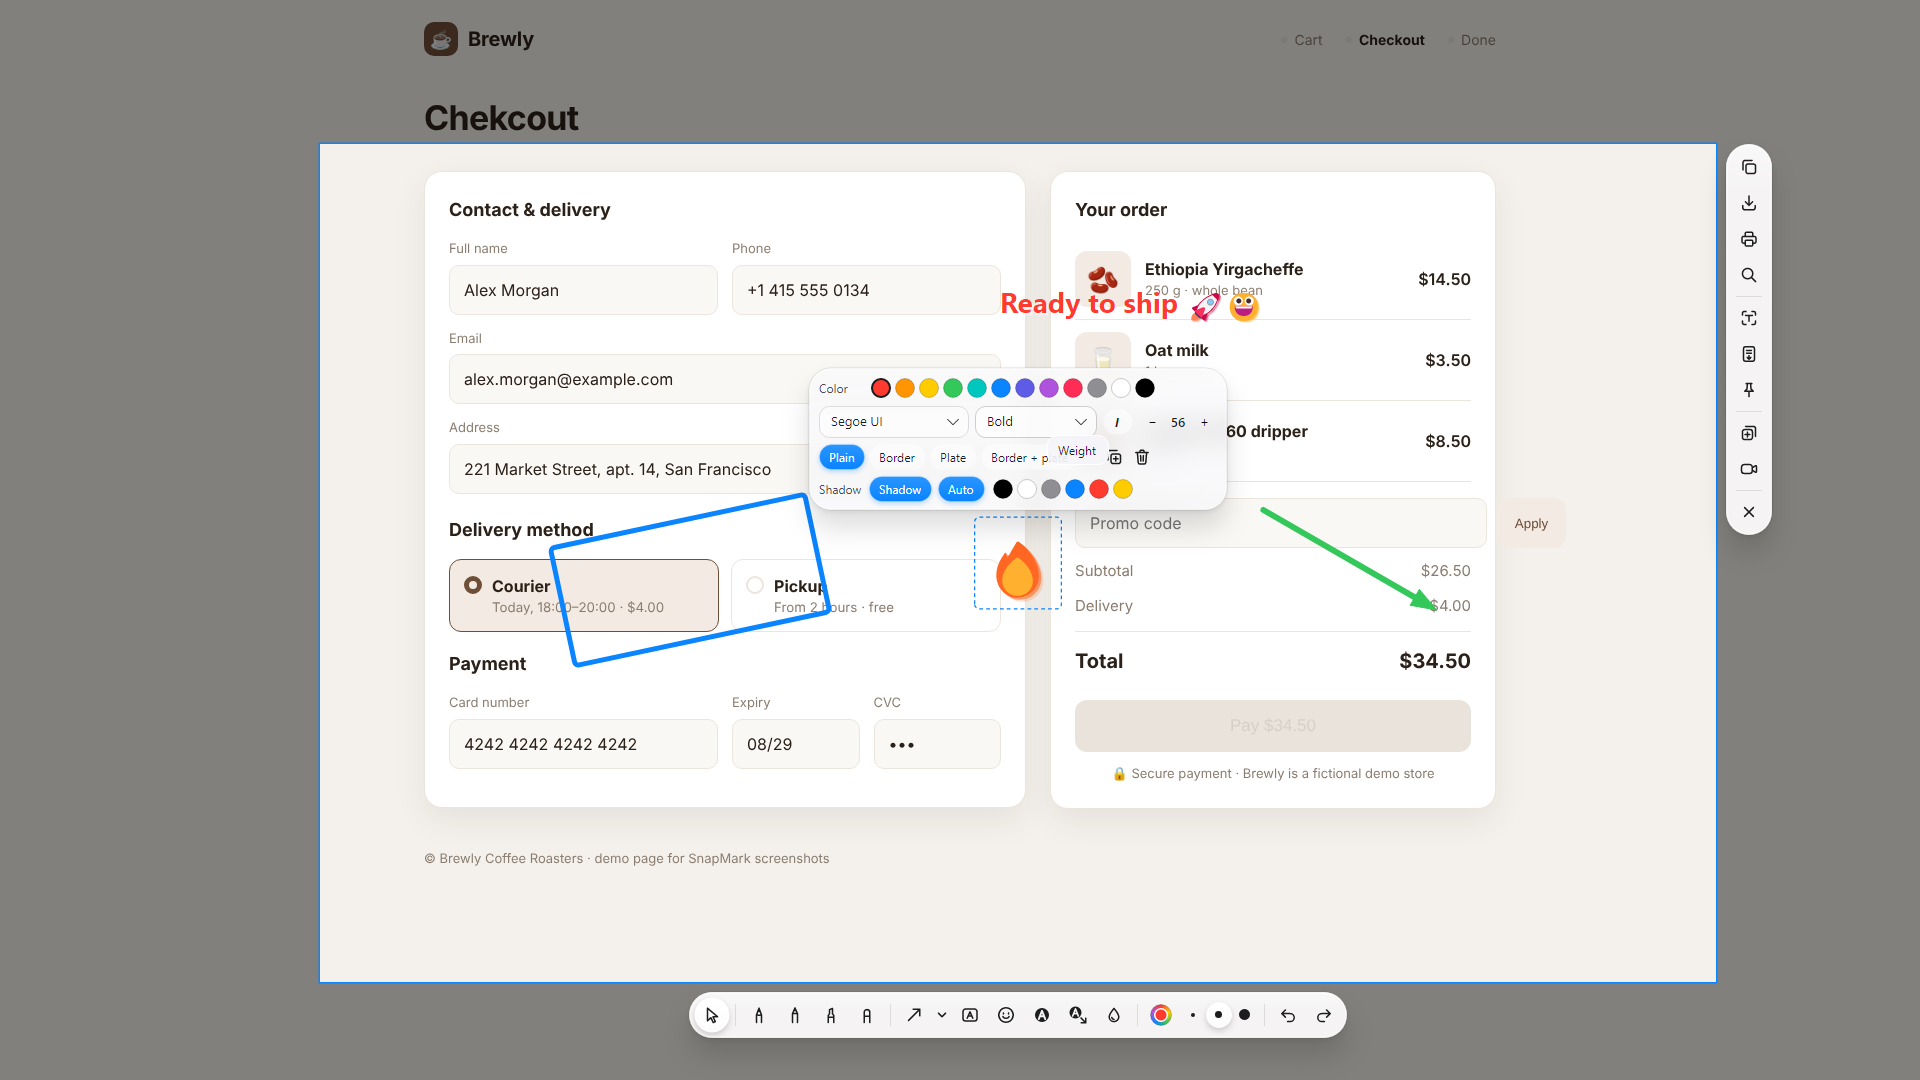 Brewly
Cart
Checkout
Done
Chekcout
Contact & delivery
Full name
Phone
Alex Morgan
+1 415 555 0134
Email
alex.morgan@example.com
Address
221 Market Street, apt. 14, San Francisco
Delivery method
Courier
Today, 18:00–20:00 · $4.00
Pickup
From 2 hours · free
Payment
Card number
Expiry
CVC
4242 4242 4242 4242
08/29
•••
Your order
Ethiopia Yirgacheffe
250 g · whole bean
$14.50
Ready to ship 🚀 😀
Oat milk
$3.50
60 dripper
$8.50
Color
Segoe UI
Bold
I
− 56 +
Plain
Border
Plate
Border + p
Weight
Shadow
Shadow
Auto
Promo code
Apply
Subtotal
$26.50
Delivery
$4.00
Total
$34.50
Pay $34.50
🔒 Secure payment · Brewly is a fictional demo store
© Brewly Coffee Roasters · demo page for SnapMark screenshots